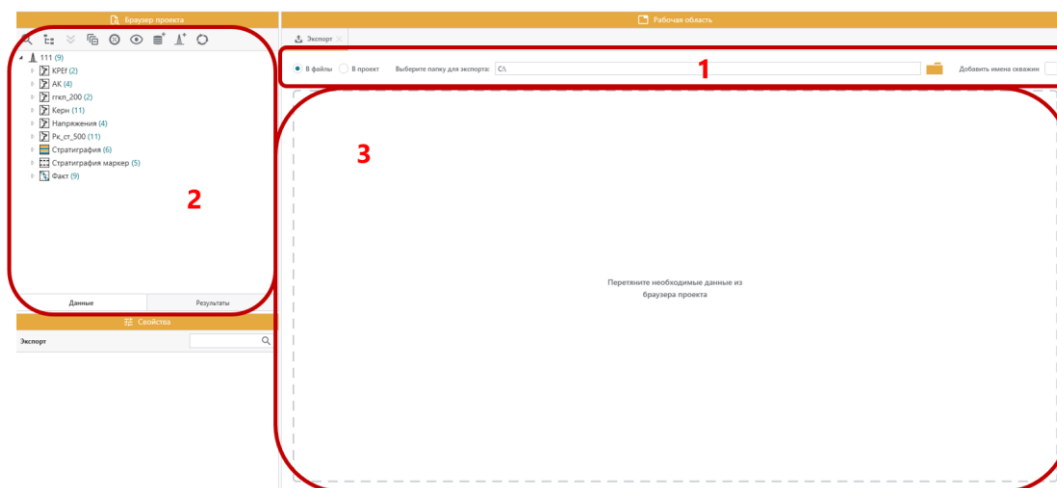 Браузер проекта
Рабочая область
Экспорт
111 (9)
KPEf (2)
АК (4)
ггкп_200 (2)
Керн (11)
Напряжения (4)
Рк_ст_500 (11)
Стратиграфия (6)
Стратиграфия маркер (5)
Факт (9)
2
Данные Результаты
Свойства
Экспорт
В файлы В проект Выберите папку для экспорта: C:\ 1 Добавить имена скважин
3
Перетяните необходимые данные из
браузера проекта